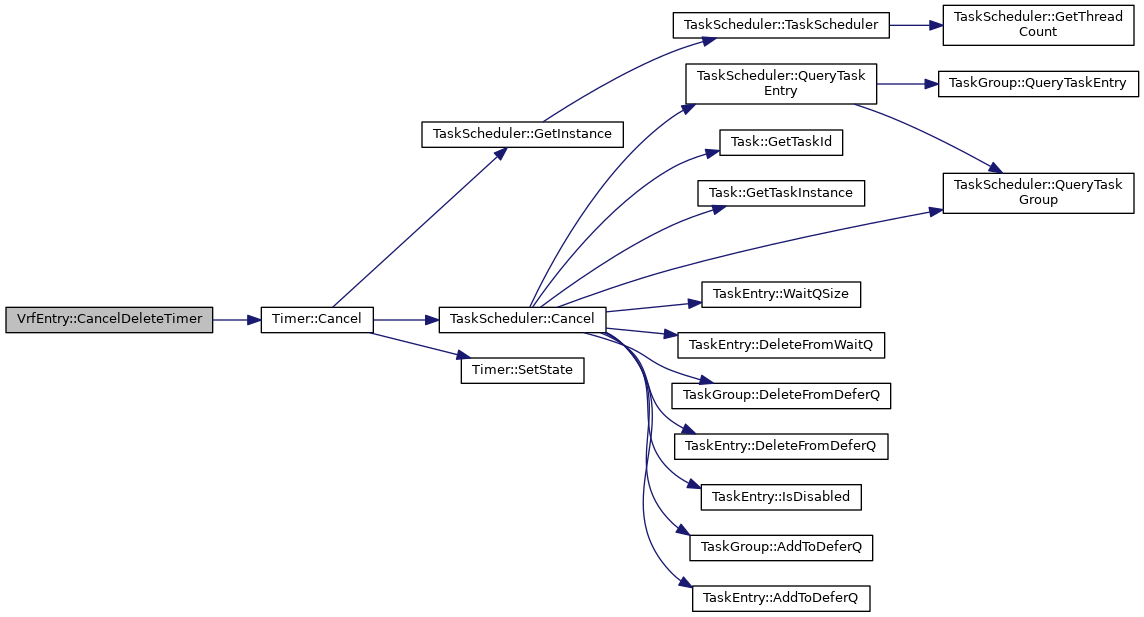 TaskScheduler::TaskScheduler
TaskScheduler::GetThread
Count
TaskScheduler::QueryTask
Entry
TaskGroup::QueryTaskEntry
TaskScheduler::GetInstance
Task::GetTaskId
Task::GetTaskInstance
TaskScheduler::QueryTask
Group
TaskEntry::WaitQSize
VrfEntry::CancelDeleteTimer
Timer::Cancel
TaskScheduler::Cancel
TaskEntry::DeleteFromWaitQ
Timer::SetState
TaskGroup::DeleteFromDeferQ
TaskEntry::DeleteFromDeferQ
TaskEntry::IsDisabled
TaskGroup::AddToDeferQ
TaskEntry::AddToDeferQ